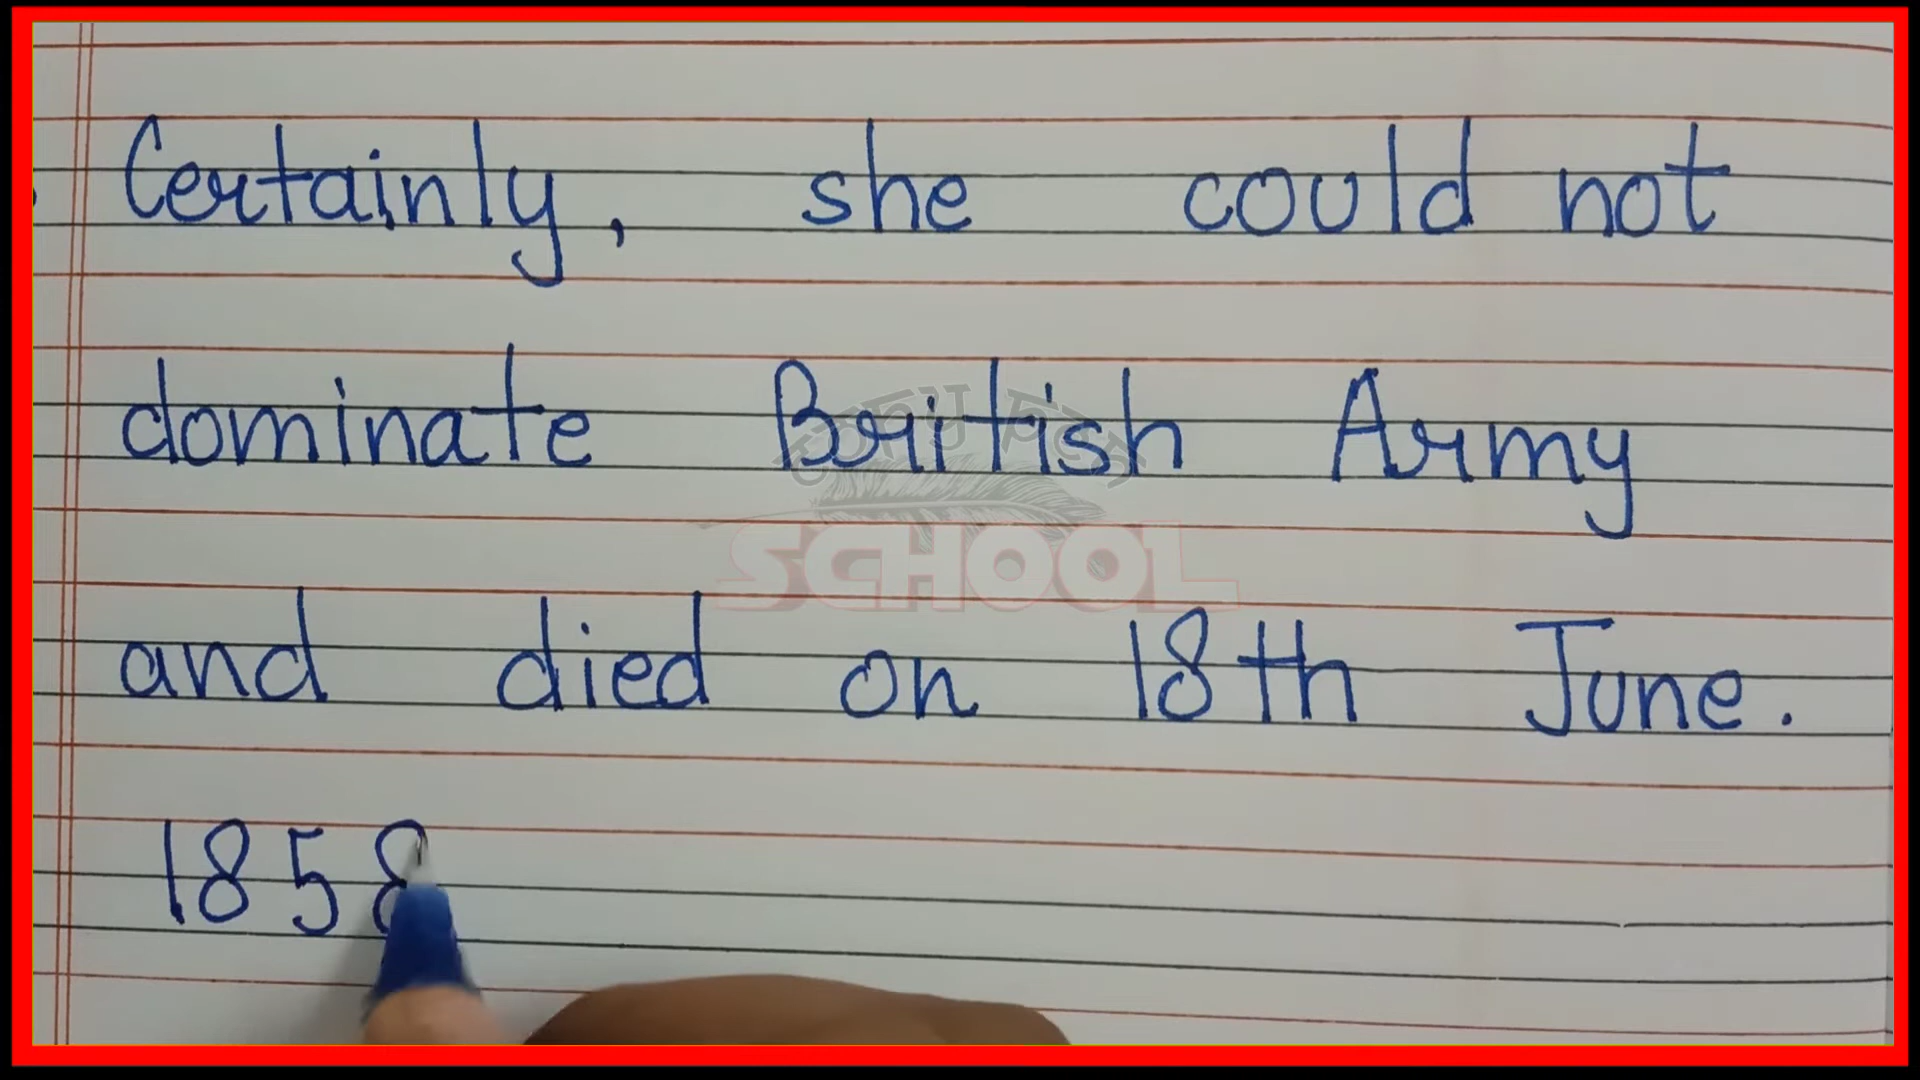 Certainly, she could not
dominate British Army
and died on 18th June.
1858
SCHOOL